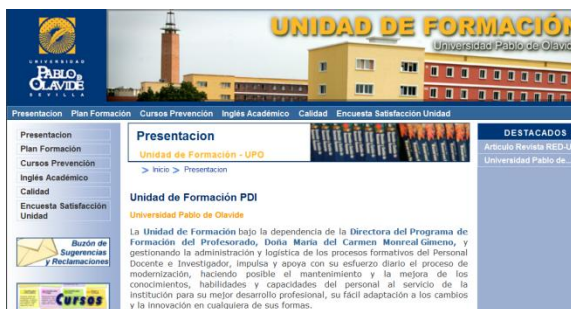 UNIDAD DE FORMACIÓN
Universidad Pablo de Olavide
UNIVERSIDAD
PABLO DE
OLAVIDE
SEVILLA
Presentacion Plan Formación Cursos Prevención Inglés Académico Calidad Encuesta Satisfacción Unidad
Presentacion
Plan Formación
Cursos Prevención
Inglés Académico
Calidad
Encuesta Satisfacción
Unidad
Buzón de
Sugerencias
y Reclamaciones
Cursos
Presentacion
Unidad de Formación - UPO
> Inicio > Presentacion
Unidad de Formación PDI
Universidad Pablo de Olavide
La Unidad de Formación bajo la dependencia de la Directora del Programa de
Formación del Profesorado, Doña Maria del Carmen Monreal Gimeno, y
gestionando la administración y logística de los procesos formativos del Personal
Docente e Investigador, impulsa y apoya con su esfuerzo diario el proceso de
modernización, haciendo posible el mantenimiento y la mejora de los
conocimientos, habilidades y capacidades del personal al servicio de la
institución para su mejor desarrollo profesional, su fácil adaptación a los cambios
y la innovación en cualquiera de sus formas.
DESTACADOS
Articulo Revista RED-U
Universidad Pablo de...